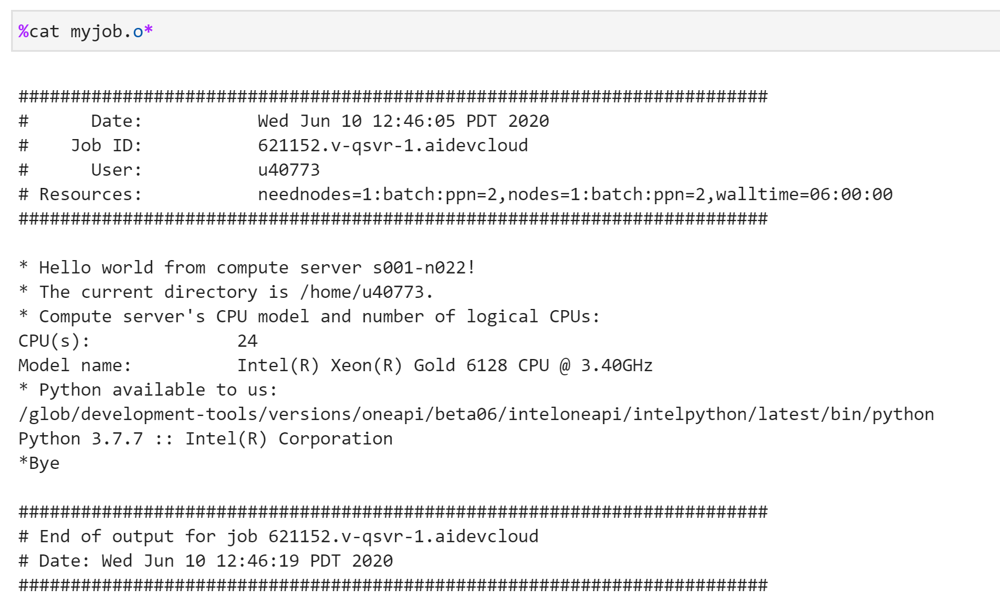 %cat myjob.o*
########################################################################
#      Date:           Wed Jun 10 12:46:05 PDT 2020
#    Job ID:           621152.v-qsvr-1.aidevcloud
#      User:           u40773
# Resources:           neednodes=1:batch:ppn=2,nodes=1:batch:ppn=2,walltime=06:00:00
########################################################################
* Hello world from compute server s001-n022!
* The current directory is /home/u40773.
* Compute server's CPU model and number of logical CPUs:
CPU(s):              24
Model name:          Intel(R) Xeon(R) Gold 6128 CPU @ 3.40GHz
* Python available to us:
/glob/development-tools/versions/oneapi/beta06/inteloneapi/intelpython/latest/bin/python
Python 3.7.7 :: Intel(R) Corporation
*Bye
########################################################################
# End of output for job 621152.v-qsvr-1.aidevcloud
# Date: Wed Jun 10 12:46:19 PDT 2020
########################################################################